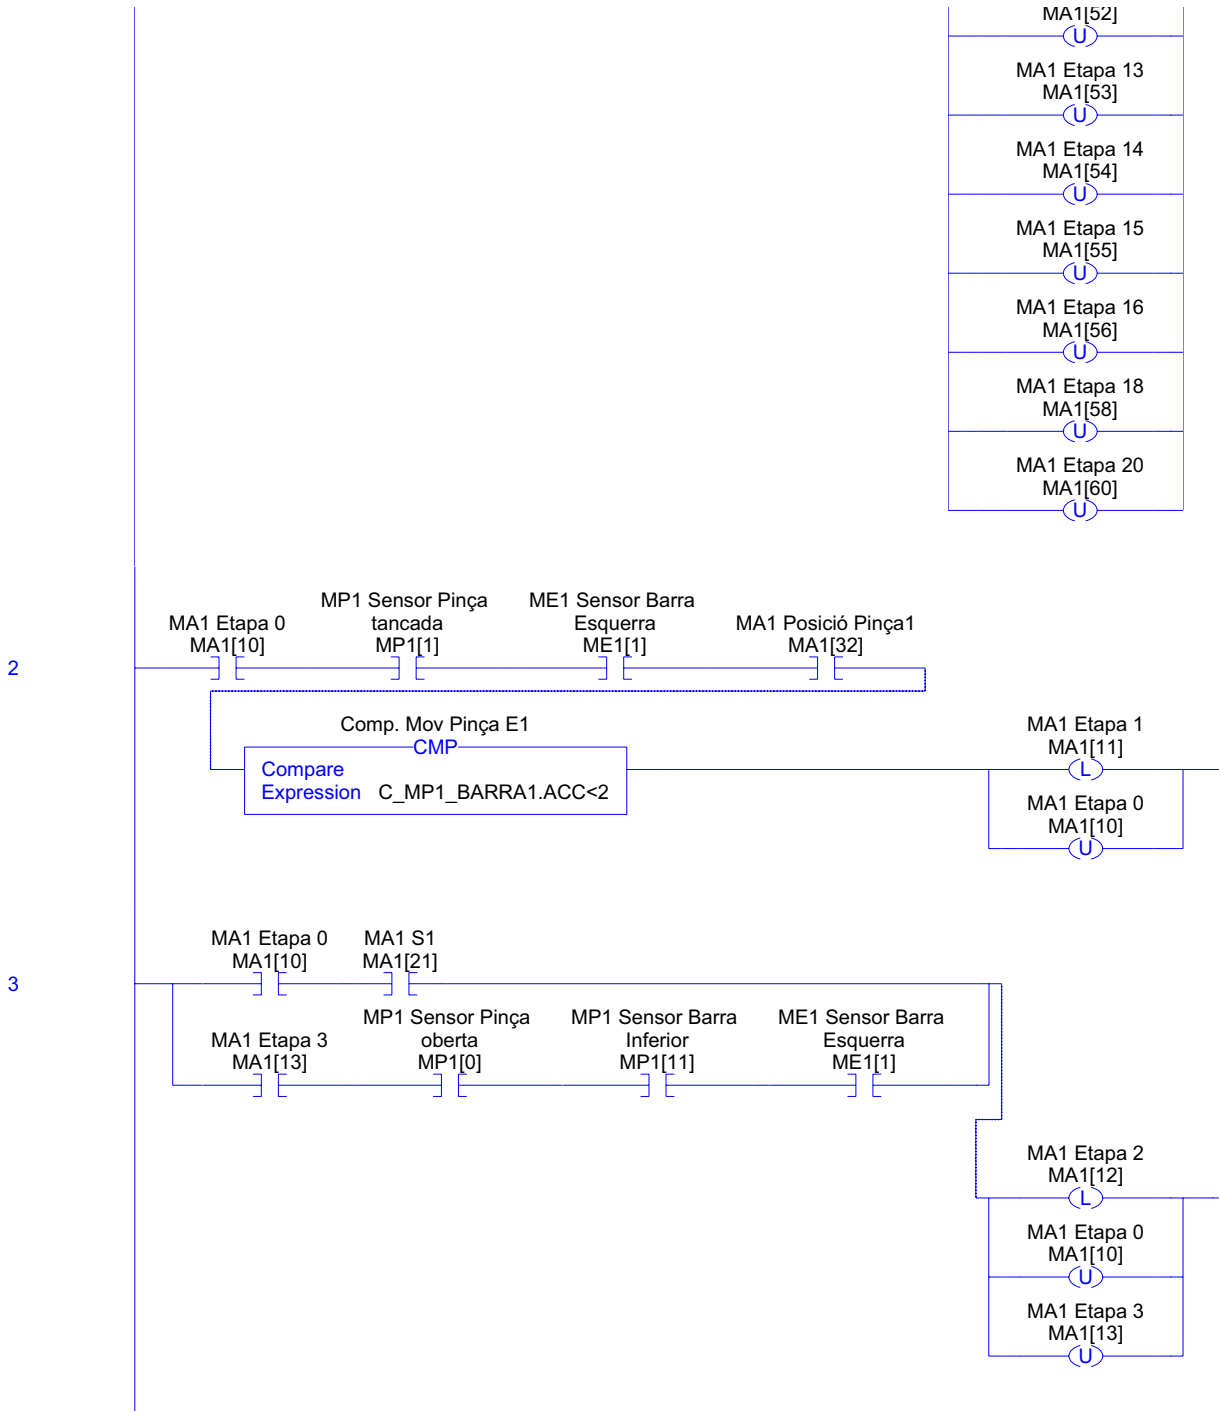 MA1[52]
U
MA1 Etapa 13
MA1[53]
U
MA1 Etapa 14
MA1[54]
U
MA1 Etapa 15
MA1[55]
U
MA1 Etapa 16
MA1[56]
U
MA1 Etapa 18
MA1[58]
U
MA1 Etapa 20
MA1[60]
U
2
MA1 Etapa 0
MA1[10]
MP1 Sensor Pinça
tancada
MP1[1]
ME1 Sensor Barra
Esquerra
ME1[1]
MA1 Posició Pinça1
MA1[32]
Comp. Mov Pinça E1
CMP
Compare
Expression C_MP1_BARRA1.ACC<2
MA1 Etapa 1
MA1[11]
L
MA1 Etapa 0
MA1[10]
U
3
MA1 Etapa 0
MA1[10]
MA1 S1
MA1[21]
MA1 Etapa 3
MA1[13]
MP1 Sensor Pinça
oberta
MP1[0]
MP1 Sensor Barra
Inferior
MP1[11]
ME1 Sensor Barra
Esquerra
ME1[1]
MA1 Etapa 2
MA1[12]
L
MA1 Etapa 0
MA1[10]
U
MA1 Etapa 3
MA1[13]
U